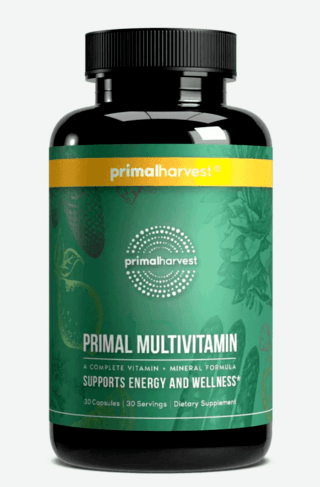 primalharvest®
primalharvest
PRIMAL MULTIVITAMIN
A COMPLETE VITAMIN + MINERAL FORMULA
SUPPORTS ENERGY AND WELLNESS*
30 Capsules | 30 Servings | Dietary Supplement